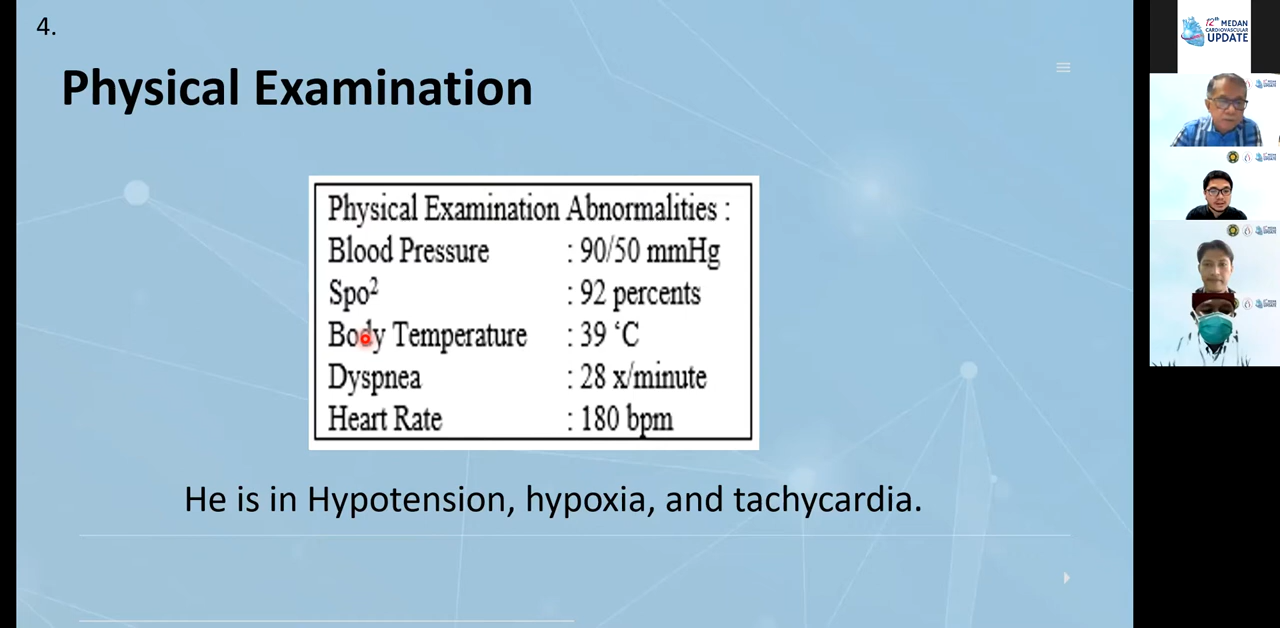 4.
Physical Examination
Physical Examination Abnormalities :
Blood Pressure : 90/50 mmHg
Spo² : 92 percents
Body Temperature : 39 ‘C
Dyspnea : 28 x/minute
Heart Rate : 180 bpm
He is in Hypotension, hypoxia, and tachycardia.
12th MEDAN
CARDIOVASCULAR
UPDATE